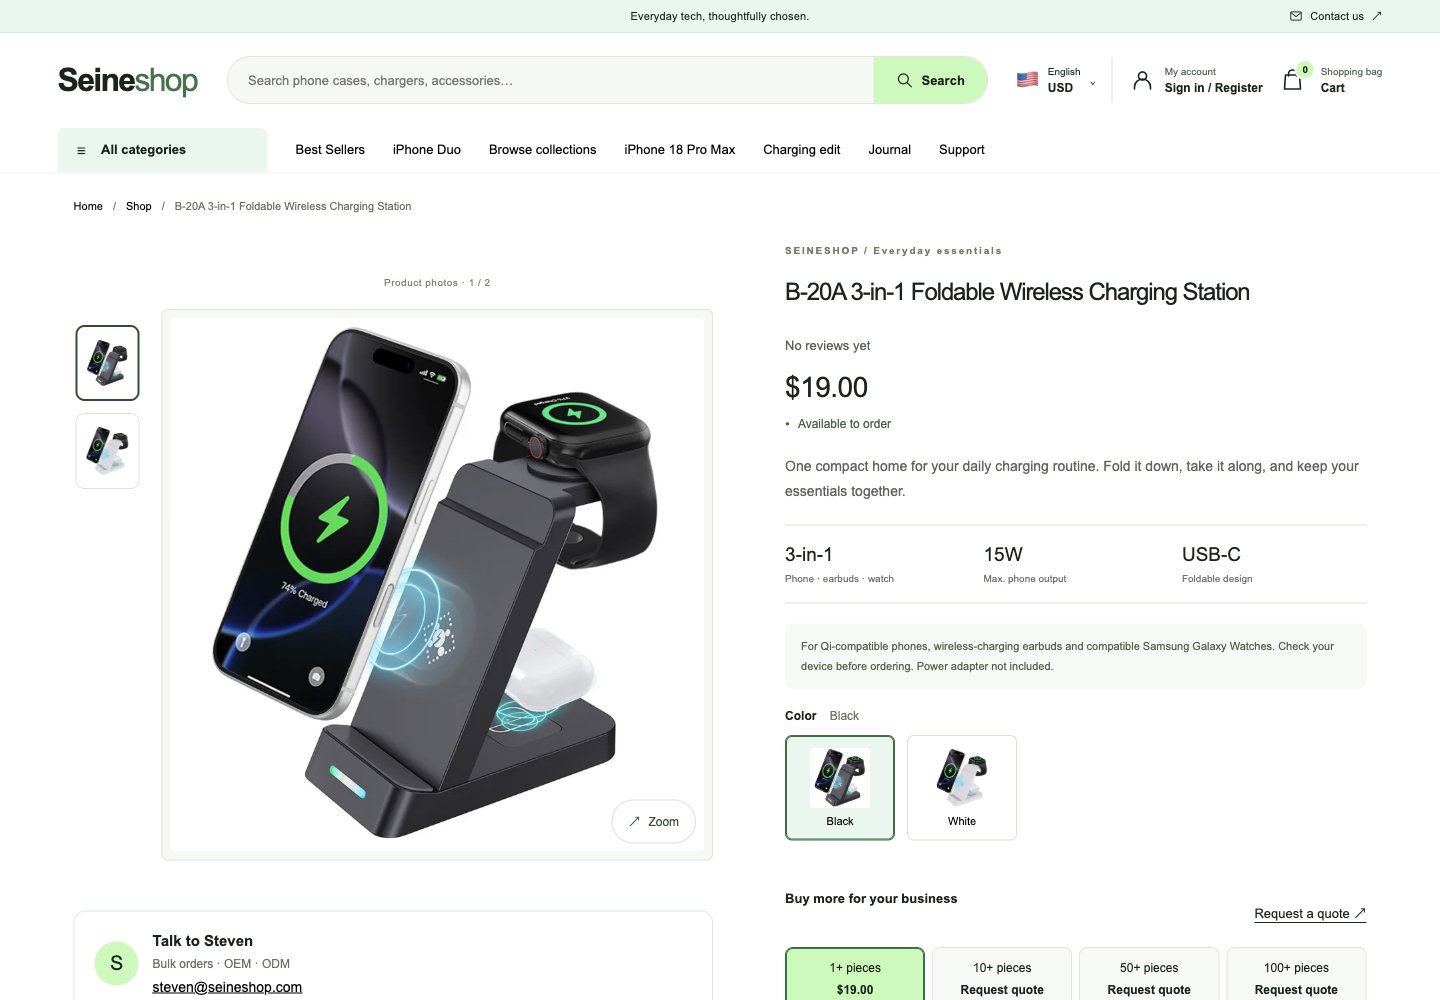 Everyday tech, thoughtfully chosen.
Contact us
Seineshop
Search phone cases, chargers, accessories…
Search
English
USD
My account
Sign in / Register
0
Shopping bag
Cart
All categories
Best Sellers
iPhone Duo
Browse collections
iPhone 18 Pro Max
Charging edit
Journal
Support
Home / Shop / B-20A 3-in-1 Foldable Wireless Charging Station
Product photos · 1 / 2
74% Charged
Zoom
SEINESHOP / Everyday essentials
B-20A 3-in-1 Foldable Wireless Charging Station
No reviews yet
$19.00
• Available to order
One compact home for your daily charging routine. Fold it down, take it along, and keep your
essentials together.
3-in-1
Phone · earbuds · watch
15W
Max. phone output
USB-C
Foldable design
For Qi-compatible phones, wireless-charging earbuds and compatible Samsung Galaxy Watches. Check your
device before ordering. Power adapter not included.
Color Black
Black
White
Buy more for your business
Request a quote
1+ pieces
$19.00
10+ pieces
Request quote
50+ pieces
Request quote
100+ pieces
Request quote
S
Talk to Steven
Bulk orders · OEM · ODM
steven@seineshop.com